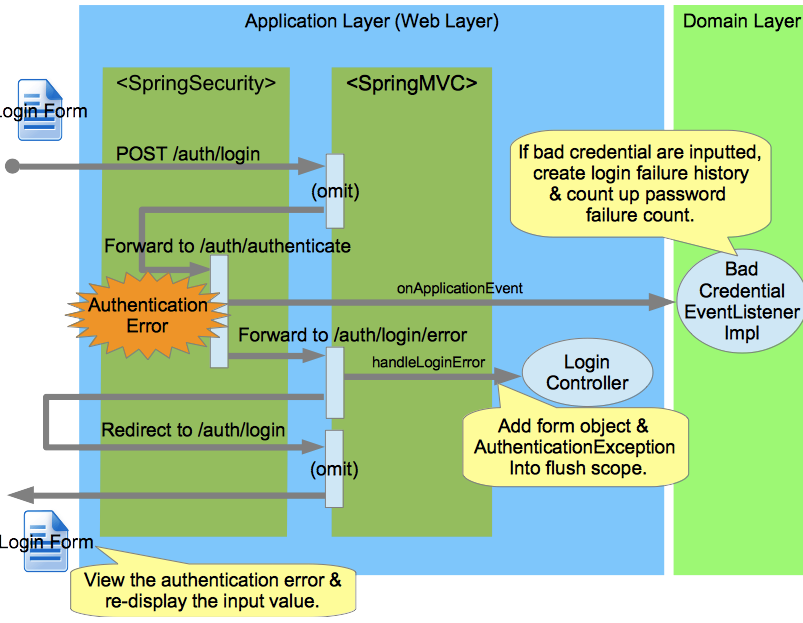 Application Layer (Web Layer)
Domain Layer
<SpringSecurity>
<SpringMVC>
Login Form
POST /auth/login
(omit)
If bad credential are inputted,
create login failure history
& count up password
failure count.
Forward to /auth/authenticate
Authentication
Error
onApplicationEvent
Bad
Credential
EventListener
Impl
Forward to /auth/login/error
handleLoginError
Login
Controller
Add form object &
AuthenticationException
Into flush scope.
Redirect to /auth/login
(omit)
Login Form
View the authentication error &
re-display the input value.